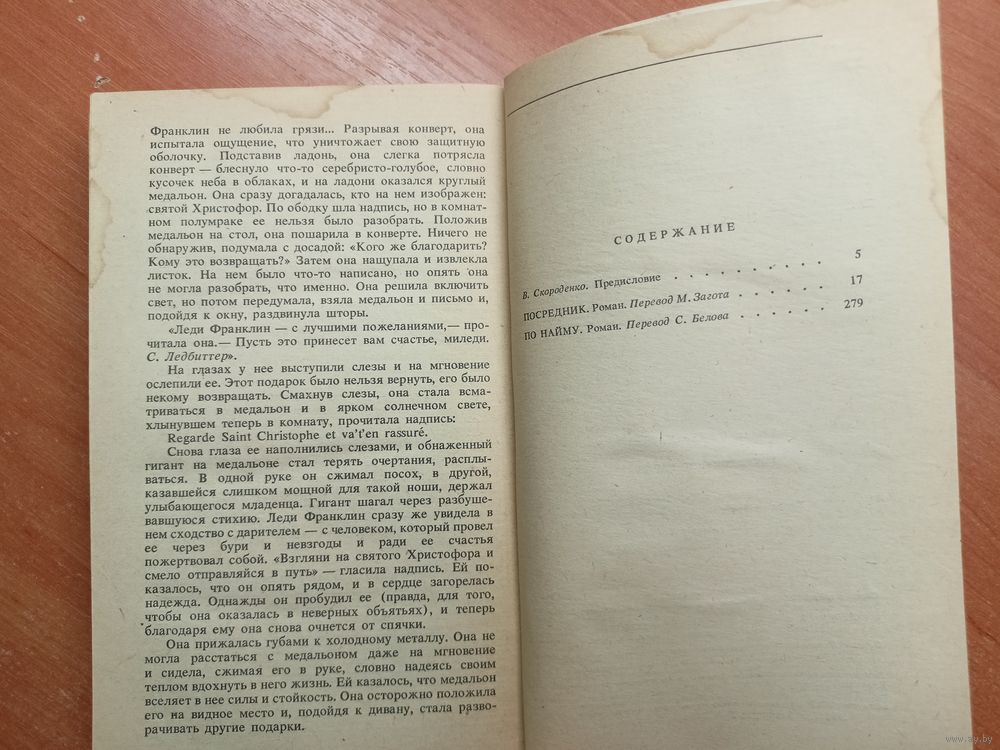 Франклин не любила грязи... Разрывая конверт, она
испытала ощущение, что уничтожает свою защитную
оболочку. Подставив ладонь, она слегка потрясла
конверт — блеснуло что-то серебристо-голубое, словно
кусочек неба в облаках, и на ладони оказался круглый
медальон. Она сразу догадалась, кто на нем изображен:
святой Христофор. По ободку шла надпись, но в комнат-
ном полумраке ее нельзя было разобрать. Положив
медальон на стол, она пошарила в конверте. Ничего не
обнаружив, подумала с досадой: «Кого же благодарить?
Кому это возвращать?» Затем она нащупала и извлекла
листок. На нем было что-то написано, но опять она
не могла разобрать, что именно. Она решила включить
свет, но потом передумала, взяла медальон и письмо и,
подойдя к окну, раздвинула шторы.
«Леди Франклин — с лучшими пожеланиями,— про-
читала она.— Пусть это принесет вам счастье, миледи.
С. Ледбиттер».
На глазах у нее выступили слезы и на мгновение
ослепили ее. Этот подарок было нельзя вернуть, его было
некому возвращать. Смахнув слезы, она стала всма-
триваться в медальон и в ярком солнечном свете,
хлынувшем теперь в комнату, прочитала надпись:
Regarde Saint Christophe et va't'en rassuré.
Снова глаза ее наполнились слезами, и обнаженный
гигант на медальоне стал терять очертания, расплы-
ваться. В одной руке он сжимал посох, в другой,
казавшейся слишком мощной для такой ноши, держал
улыбающегося младенца. Гигант шагал через разбуше-
вавшуюся стихию. Леди Франклин сразу же увидела в
нем сходство с дарителем — с человеком, который провел
ее через бури и невзгоды и ради ее счастья
пожертвовал собой. «Взгляни на святого Христофора и
смело отправляйся в путь» — гласила надпись. Ей по-
казалось, что он опять рядом, и в сердце загорелась
надежда. Однажды он пробудил ее (правда, для того,
чтобы она оказалась в неверных объятьях), и теперь
благодаря ему она снова очнется от спячки.
Она прижалась губами к холодному металлу. Она не
могла расстаться с медальоном даже на мгновение
и сидела, сжимая его в руке, словно надеясь своим
теплом вдохнуть в него жизнь. Ей казалось, что медальон
вселяет в нее силы и стойкость. Она осторожно положила
его на видное место и, подойдя к дивану, стала разво-
рачивать другие подарки.
СОДЕРЖАНИЕ
В. Скороденко. Предисловие . . . . . . . . 5
ПОСРЕДНИК. Роман. Перевод М. Загота . . . . . 17
ПО НАЙМУ. Роман. Перевод С. Белова . . . . . 279
www.ay.by